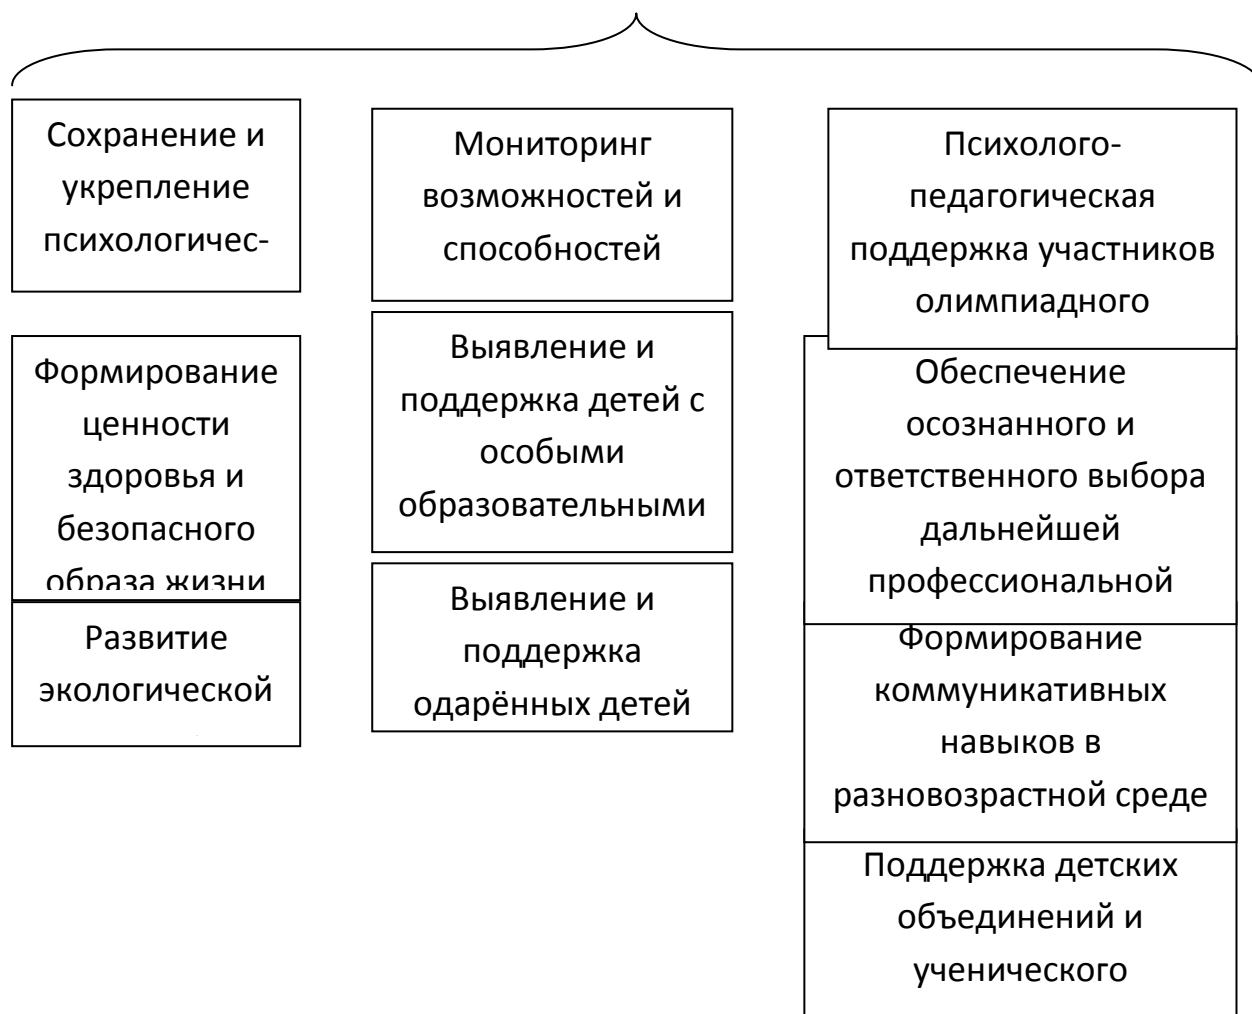 Сохранение и
укрепление
психологичес-
Формирование
ценности
здоровья и
безопасного
образа жизни
Развитие
экологической
Мониторинг
возможностей и
способностей
Выявление и
поддержка детей с
особыми
образовательными
Выявление и
поддержка
одарённых детей
Психолого-
педагогическая
поддержка участников
олимпиадного
Обеспечение
осознанного и
ответственного выбора
дальнейшей
профессиональной
Формирование
коммуникативных
навыков в
разновозрастной среде
Поддержка детских
объединений и
ученического